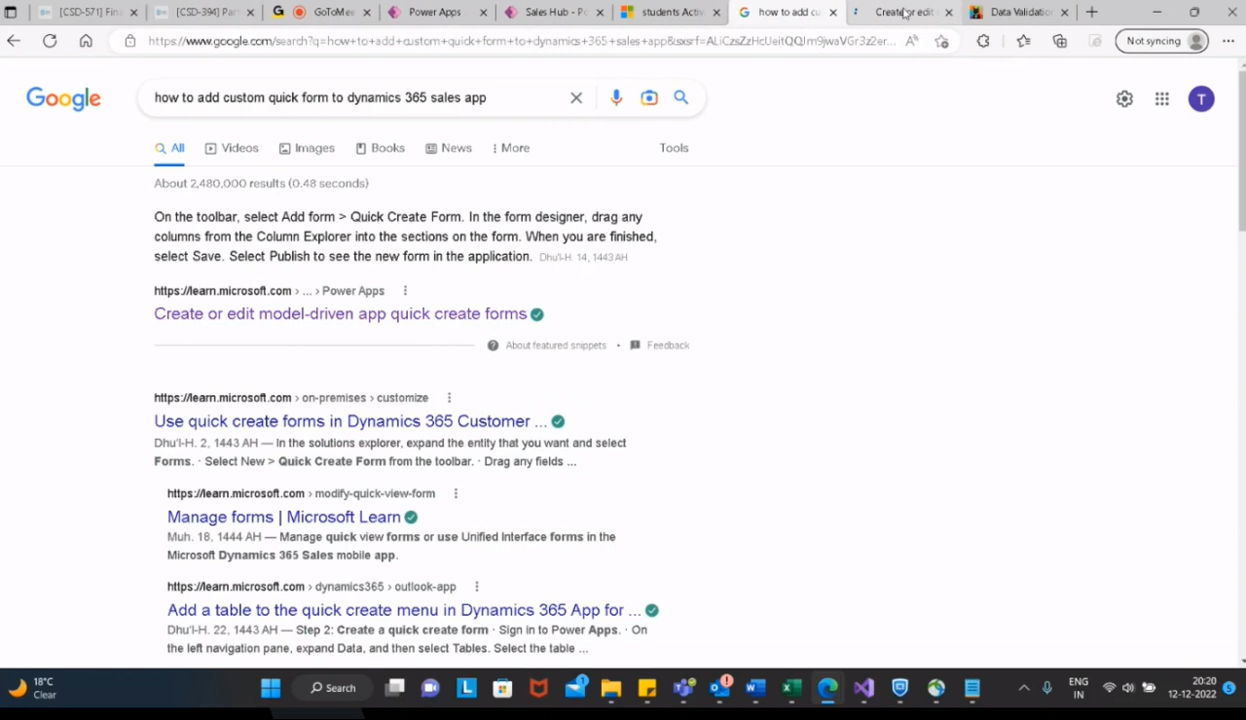 [CSD-571] Fin
[CSD-394] Par
GoToMee
Power Apps
Sales Hub - P
students Acti
how to add cu
Create or edit
Data Validatio
https://www.google.com/search?q=how+to+add+custom+quick+form+to+dynamics+365+sales+app&sxsrf=ALiCzsZzHcUeitQQJm9jwaVGr3z2er...
Not syncing
Google
how to add custom quick form to dynamics 365 sales app
T
All
Videos
Images
Books
News
More
Tools
About 2,480,000 results (0.48 seconds)
On the toolbar, select Add form > Quick Create Form. In the form designer, drag any
columns from the Column Explorer into the sections on the form. When you are finished,
select Save. Select Publish to see the new form in the application. Dhuʻl-H. 14, 1443 AH
https://learn.microsoft.com › ... › Power Apps
Create or edit model-driven app quick create forms
About featured snippets • Feedback
https://learn.microsoft.com › on-premises › customize
Use quick create forms in Dynamics 365 Customer ...
Dhuʻl-H. 2, 1443 AH — In the solutions explorer, expand the entity that you want and select
Forms. · Select New > Quick Create Form from the toolbar. · Drag any fields ...
https://learn.microsoft.com › modify-quick-view-form
Manage forms | Microsoft Learn
Muh. 18, 1444 AH — Manage quick view forms or use Unified Interface forms in the
Microsoft Dynamics 365 Sales mobile app.
https://learn.microsoft.com › dynamics365 › outlook-app
Add a table to the quick create menu in Dynamics 365 App for ...
Dhuʻl-H. 22, 1443 AH — Step 2: Create a quick create form · Sign in to Power Apps. · On
the left navigation pane, expand Data, and then select Tables. Select the table ...
18°C
Clear
Search
ENG
IN
20:20
12-12-2022
5